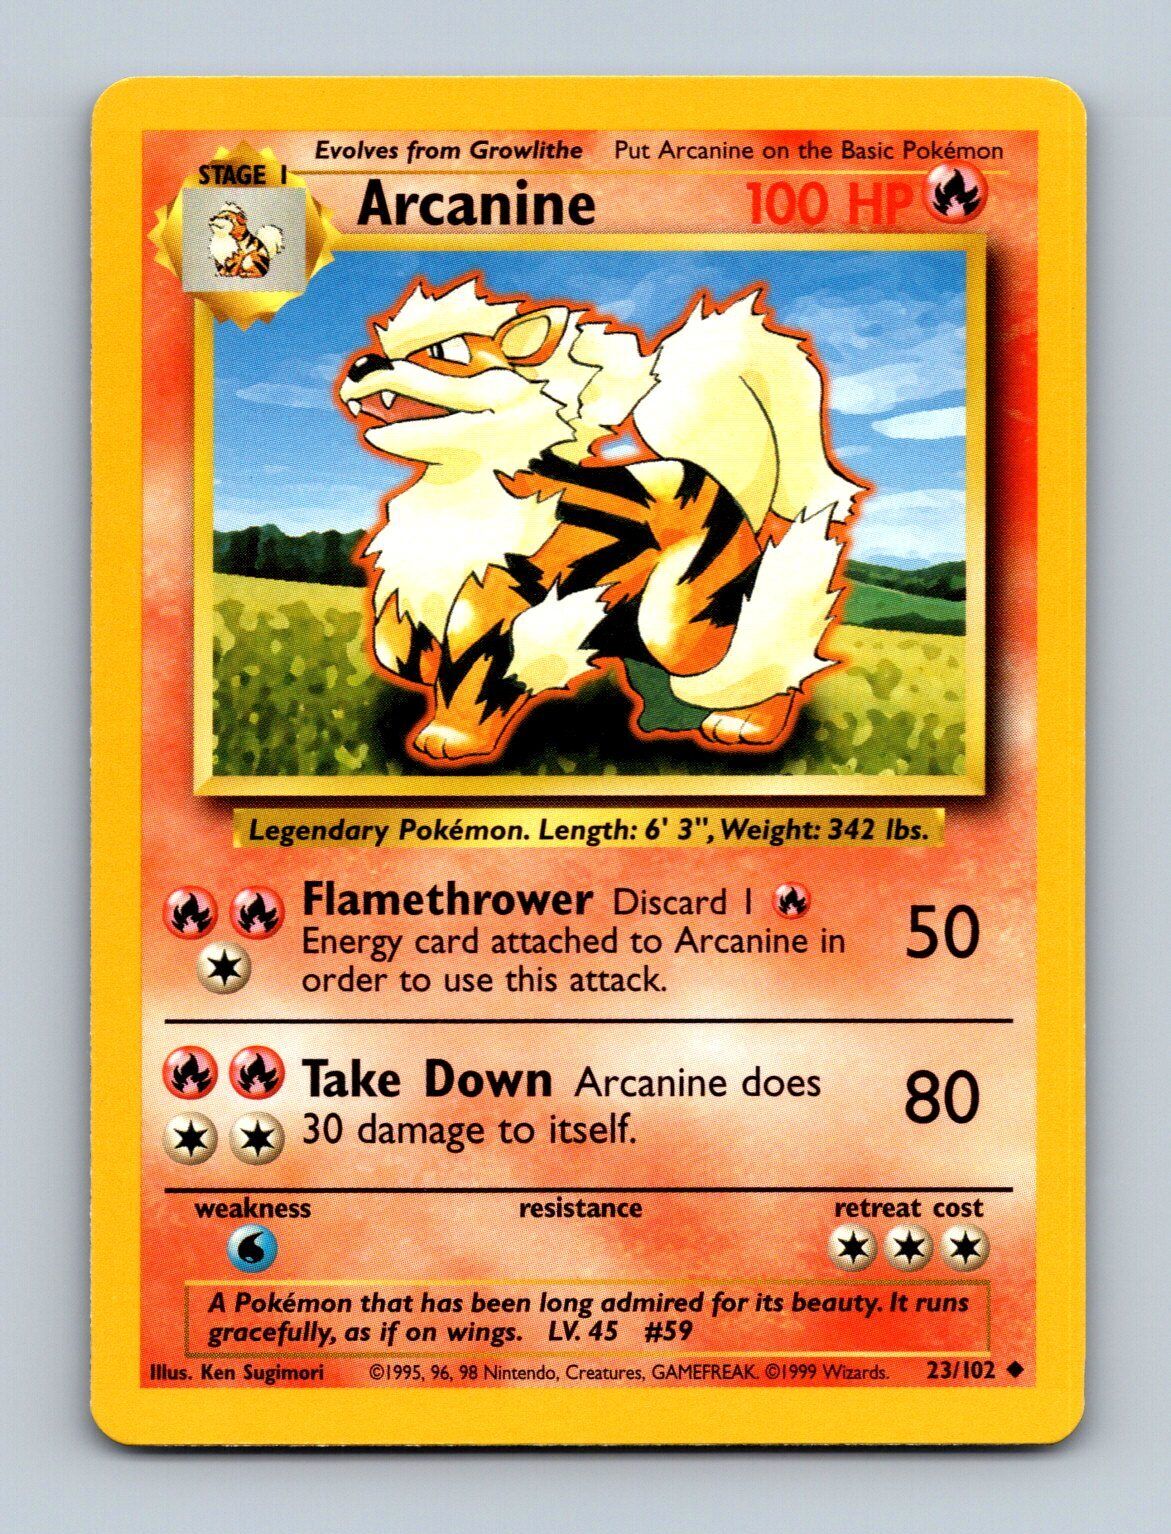 Evolves from Growlithe Put Arcanine on the Basic Pokémon
STAGE 1
Arcanine 100 HP
Legendary Pokémon. Length: 6' 3", Weight: 342 lbs.
Flamethrower Discard 1
Energy card attached to Arcanine in
order to use this attack.
50
Take Down Arcanine does
30 damage to itself.
80
weakness resistance retreat cost
A Pokémon that has been long admired for its beauty. It runs
gracefully, as if on wings. LV. 45 #59
Illus. Ken Sugimori ©1995, 96, 98 Nintendo, Creatures, GAMEFREAK. ©1999 Wizards. 23/102